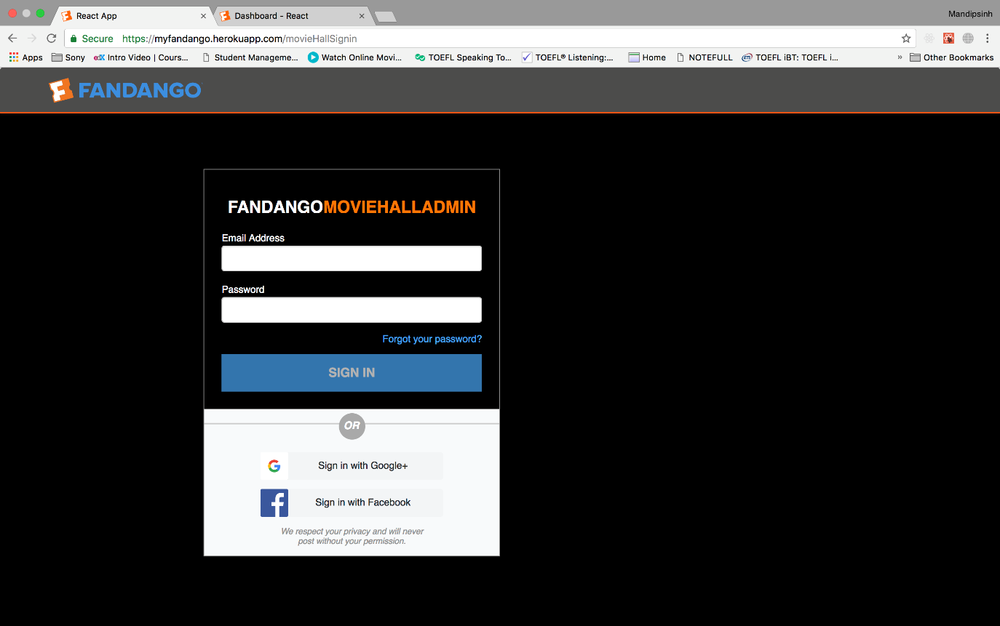 React App
Dashboard - React
Mandipsinh
Secure https://myfandango.herokuapp.com/movieHallSignin
Apps Sony edX Intro Video | Cours... Student Manageme... Watch Online Movi... TOEFL Speaking To... TOEFL® Listening:... Home NOTEFULL ETS TOEFL iBT: TOEFL i... » Other Bookmarks
FANDANGO
FANDANGOMOVIEHALLADMIN
Email Address
Password
Forgot your password?
SIGN IN
OR
Sign in with Google+
Sign in with Facebook
We respect your privacy and will never
post without your permission.